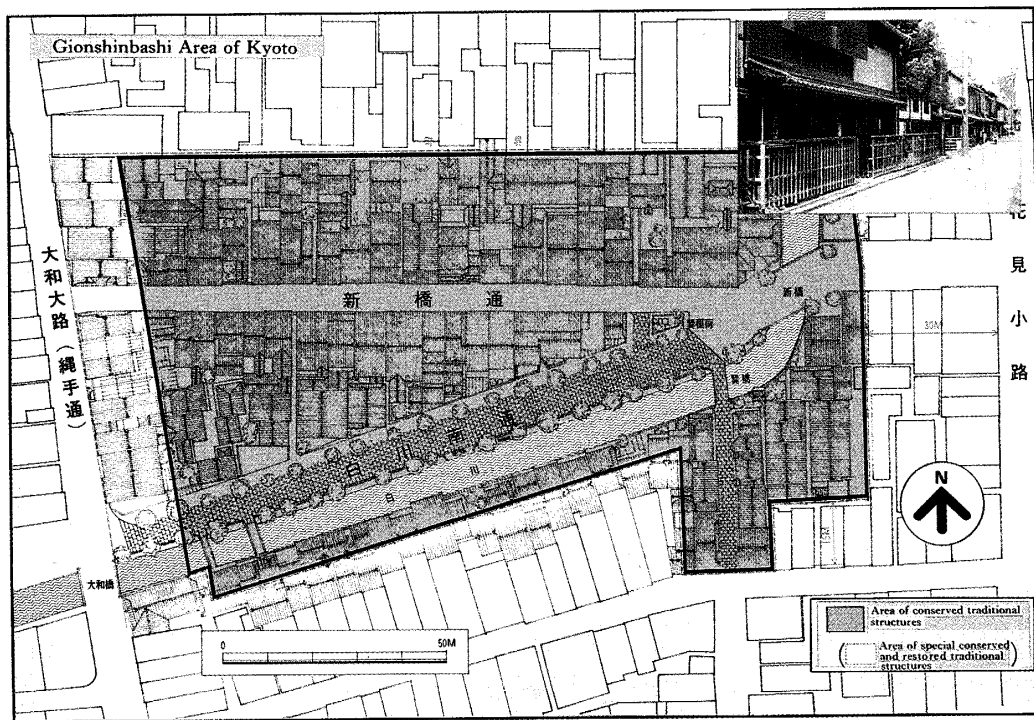 Gionshinbashi Area of Kyoto
大和大路（縄手通）
新橋通
新橋
巽橋
白川南通
白川
大和橋
花見小路
30M
15M
N
0
50M
Area of conserved traditional
structures
Area of special conserved
and restored traditional
structures